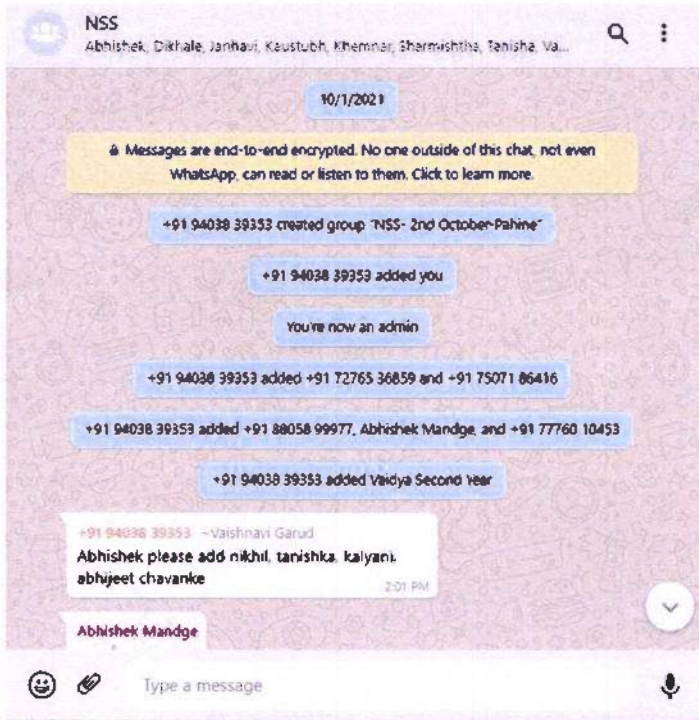 NSS
Abhishek, Dikhale, Janhavi, Kaustubh, Khemnar, Sharmishtha, Tanisha, Va...
10/1/2021
Messages are end-to-end encrypted. No one outside of this chat, not even
WhatsApp, can read or listen to them. Click to learn more.
+91 94038 39353 created group "NSS- 2nd October-Pahine"
+91 94038 39353 added you
You're now an admin
+91 94038 39353 added +91 72765 36859 and +91 75071 86416
+91 94038 39353 added +91 88058 99977, Abhishek Mandge, and +91 77760 10453
+91 94038 39353 added Vaidya Second Year
+91 94038 39353 ~Vaishnavi Garud
Abhishek please add nikhil, tanishka, kalyani,
abhijeet chavanke
2:01 PM
Abhishek Mandge
Type a message